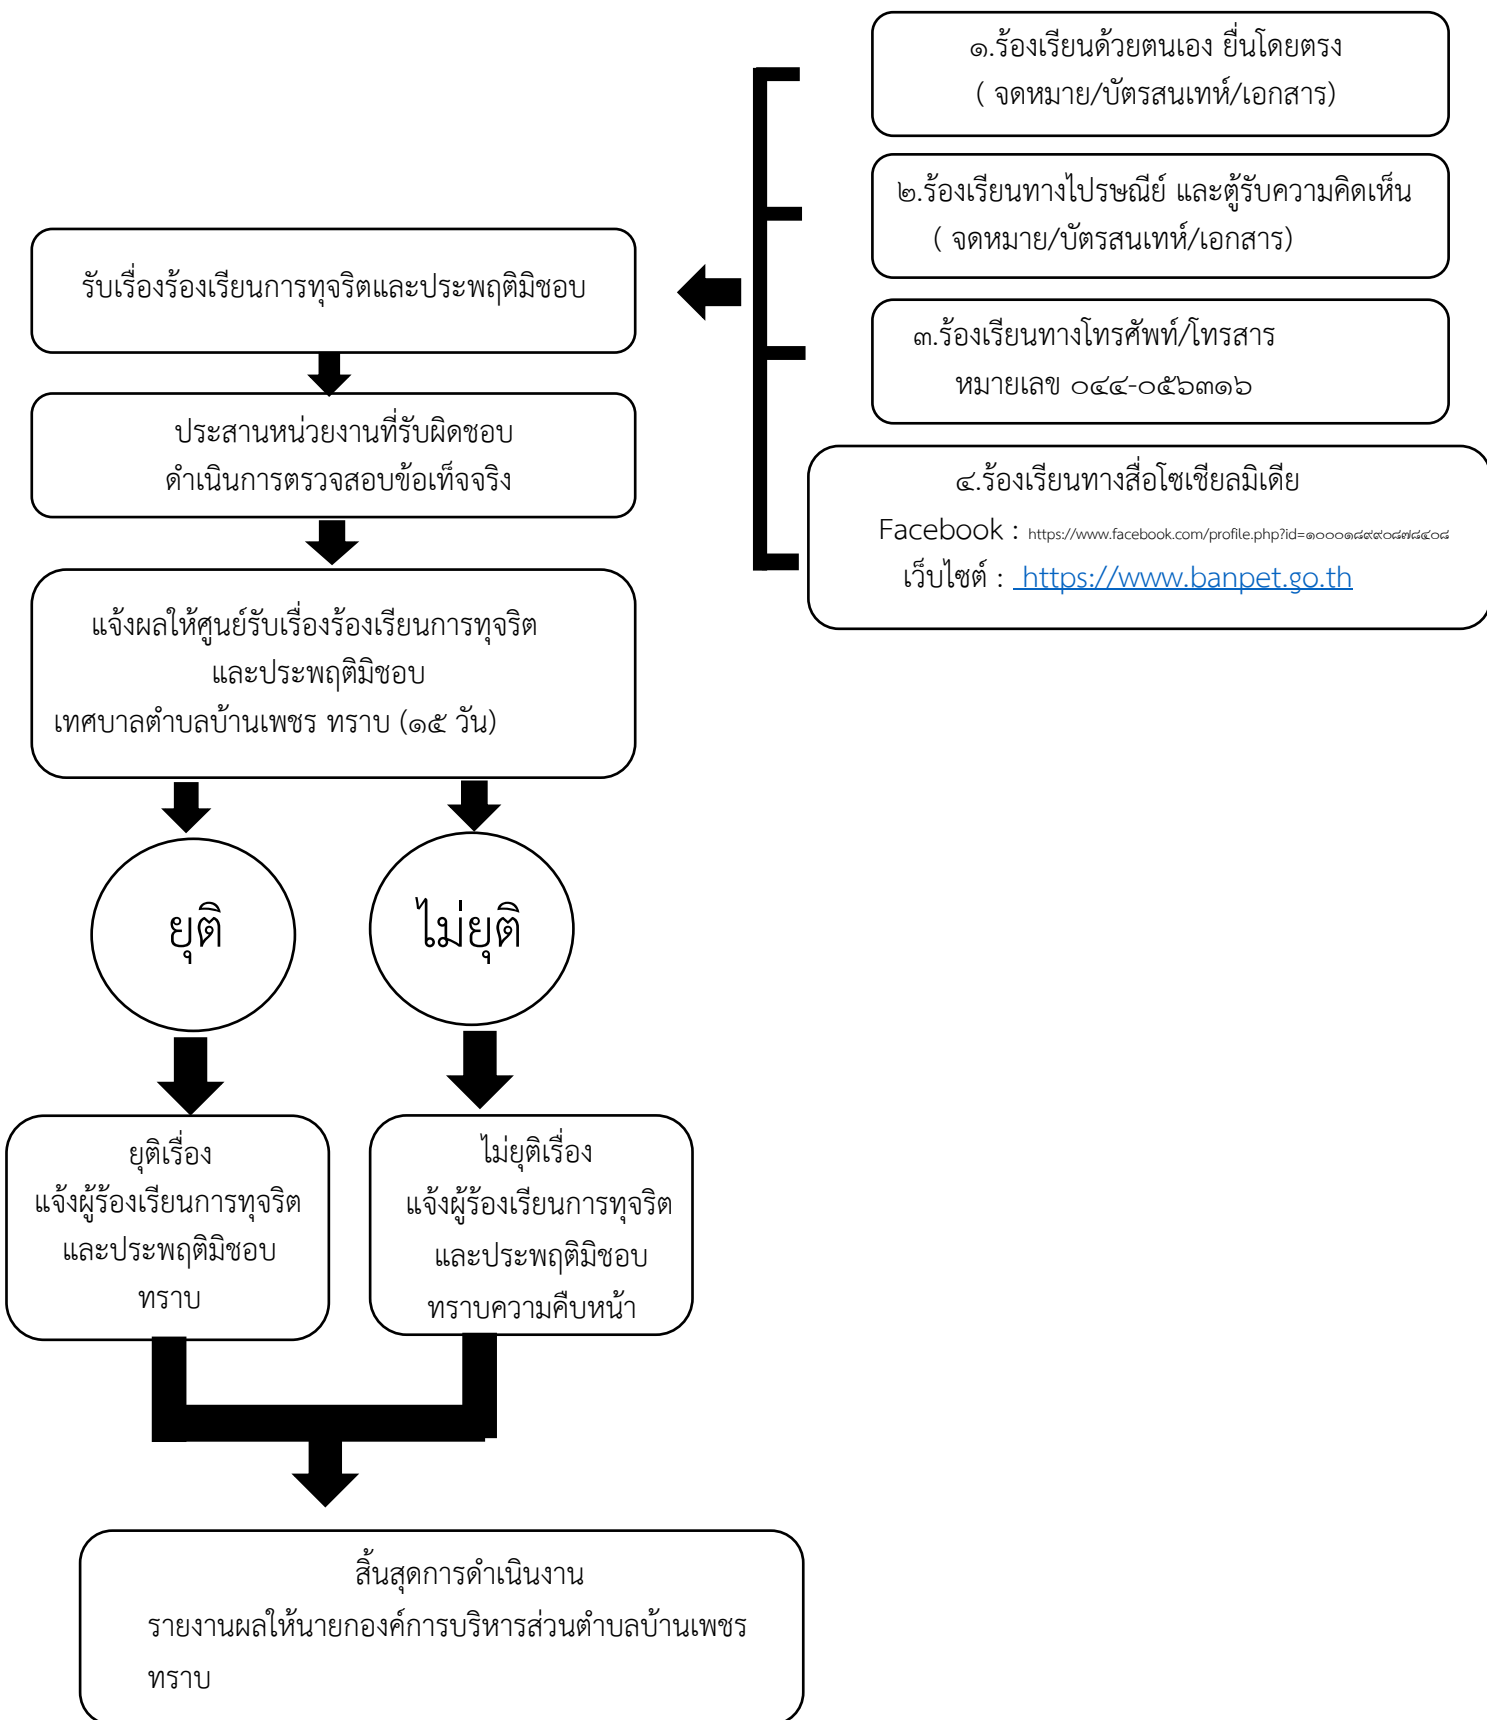 ๑.ร้องเรียนด้วยตนเอง ยื่นโดยตรง
( จดหมาย/บัตรสนเทห์/เอกสาร)
๒.ร้องเรียนทางไปรษณีย์ และตู้รับความคิดเห็น
( จดหมาย/บัตรสนเทห์/เอกสาร)
๓.ร้องเรียนทางโทรศัพท์/โทรสาร
หมายเลข ๐๔๔-๐๕๖๓๑๖
๔.ร้องเรียนทางสื่อโซเชียลมิเดีย
Facebook : https://www.facebook.com/profile.php?id=๑๐๐๐๑๘๙๙๐๘๗๘๔๐๘
เว็บไซต์ : https://www.banpet.go.th
รับเรื่องร้องเรียนการทุจริตและประพฤติมิชอบ
ประสานหน่วยงานที่รับผิดชอบ
ดำเนินการตรวจสอบข้อเท็จจริง
แจ้งผลให้ศูนย์รับเรื่องร้องเรียนการทุจริต
และประพฤติมิชอบ
เทศบาลตำบลบ้านเพชร ทราบ (๑๕ วัน)
ยุติ
ไม่ยุติ
ยุติเรื่อง
แจ้งผู้ร้องเรียนการทุจริต
และประพฤติมิชอบ
ทราบ
ไม่ยุติเรื่อง
แจ้งผู้ร้องเรียนการทุจริต
และประพฤติมิชอบ
ทราบความคืบหน้า
สิ้นสุดการดำเนินงาน
รายงานผลให้นายกองค์การบริหารส่วนตำบลบ้านเพชร
ทราบ